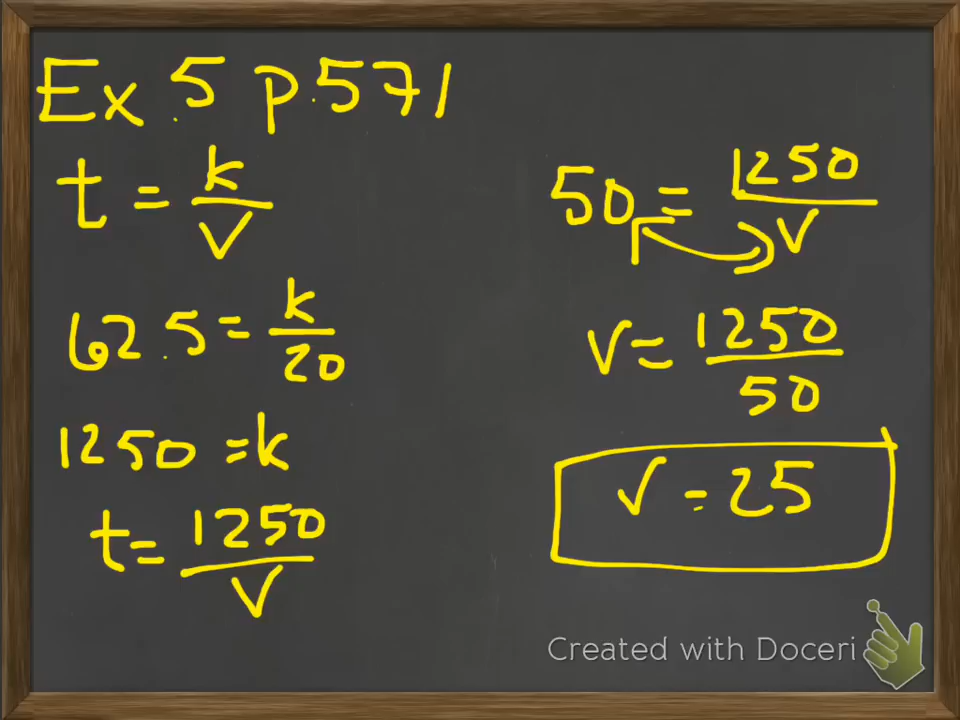 Ex.5 p.571
t = k/V
62.5 = k/20
1250 = k
t = 1250/V
50 = 1250/V
V = 1250/50
V = 25
Created with Doceri